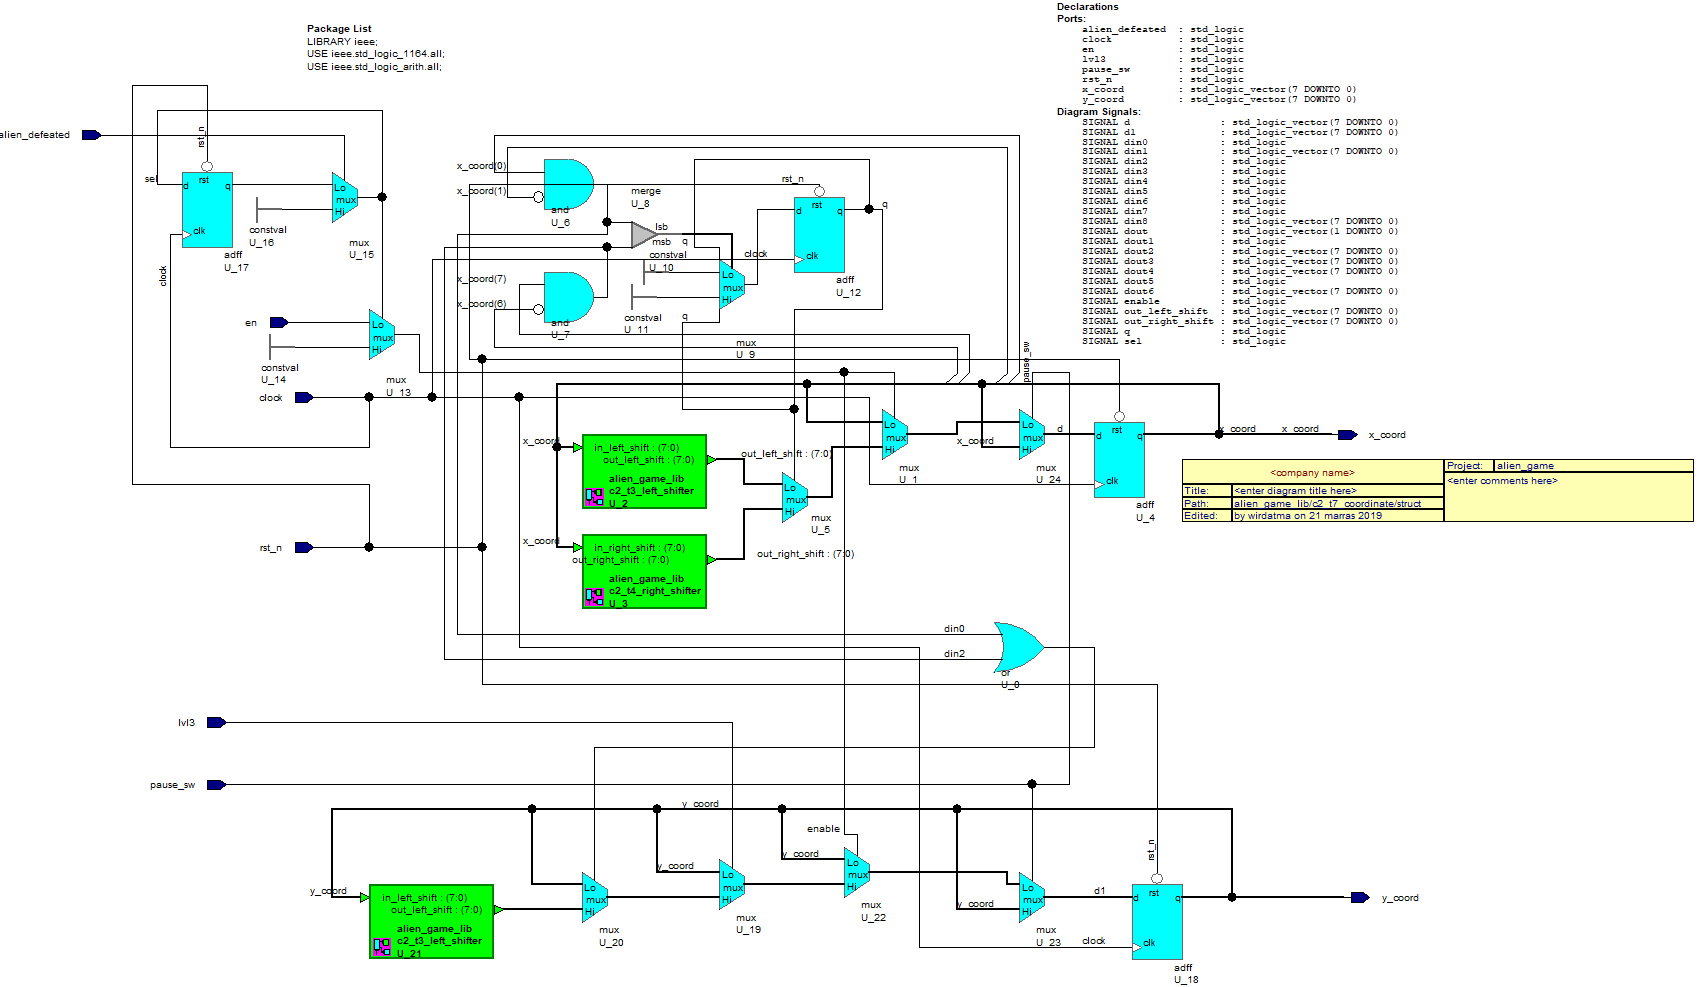 Package List
LIBRARY ieee;
USE ieee.std_logic_1164.all;
USE ieee.std_logic_arith.all;
Declarations
Ports:
alien_defeated : std_logic
clock : std_logic
en : std_logic
lvl3 : std_logic
pause_sw : std_logic
rst_n : std_logic
x_coord : std_logic_vector(7 DOWNTO 0)
y_coord : std_logic_vector(7 DOWNTO 0)
Diagram Signals:
SIGNAL d : std_logic_vector(7 DOWNTO 0)
SIGNAL d1 : std_logic_vector(7 DOWNTO 0)
SIGNAL din0 : std_logic
SIGNAL din1 : std_logic_vector(7 DOWNTO 0)
SIGNAL din2 : std_logic
SIGNAL din3 : std_logic
SIGNAL din4 : std_logic
SIGNAL din5 : std_logic
SIGNAL din6 : std_logic
SIGNAL din7 : std_logic
SIGNAL din8 : std_logic_vector(7 DOWNTO 0)
SIGNAL dout : std_logic_vector(1 DOWNTO 0)
SIGNAL dout1 : std_logic
SIGNAL dout2 : std_logic_vector(7 DOWNTO 0)
SIGNAL dout3 : std_logic_vector(7 DOWNTO 0)
SIGNAL dout4 : std_logic_vector(7 DOWNTO 0)
SIGNAL dout5 : std_logic
SIGNAL dout6 : std_logic_vector(7 DOWNTO 0)
SIGNAL enable : std_logic
SIGNAL out_left_shift : std_logic_vector(7 DOWNTO 0)
SIGNAL out_right_shift : std_logic_vector(7 DOWNTO 0)
SIGNAL q : std_logic
SIGNAL sel : std_logic
alien_defeated
rst_n
sel
d rst q
clk
clock
adff
U_17
Lo
mux
Hi
constval
U_16
mux
U_15
en
Lo
mux
Hi
constval
U_14
mux
U_13
clock
x_coord(0)
x_coord(1)
and
U_6
merge
U_8
lsb
msb
q
constval
U_10
x_coord(7)
x_coord(6)
and
U_7
constval
U_11
q
Lo
mux
Hi
mux
U_9
clock
rst_n
d rst q
clk
q
adff
U_12
pause_sw
x_coord
in_left_shift : (7:0)
out_left_shift : (7:0)
alien_game_lib
c2_t3_left_shifter
U_2
out_left_shift : (7:0)
x_coord
in_right_shift : (7:0)
out_right_shift : (7:0)
alien_game_lib
c2_t4_right_shifter
U_3
out_right_shift : (7:0)
Lo
mux
Hi
mux
U_5
Lo
mux
Hi
mux
U_1
x_coord
Lo
mux
Hi
mux
U_24
d
d rst q
clk
adff
U_4
x_coord
x_coord
x_coord
<company name>
Title: <enter diagram title here>
Path: alien_game_lib/c2_t7_coordinate/struct
Edited: by wirdatma on 21 marras 2019
Project: alien_game
<enter comments here>
rst_n
din0
din2
or
U_0
lvl3
pause_sw
y_coord
y_coord
in_left_shift : (7:0)
out_left_shift : (7:0)
alien_game_lib
c2_t3_left_shifter
U_21
Lo
mux
Hi
mux
U_20
y_coord
Lo
mux
Hi
mux
U_19
enable
y_coord
Lo
mux
Hi
mux
U_22
y_coord
Lo
mux
Hi
mux
U_23
d1
clock
rst_n
d rst q
clk
adff
U_18
y_coord